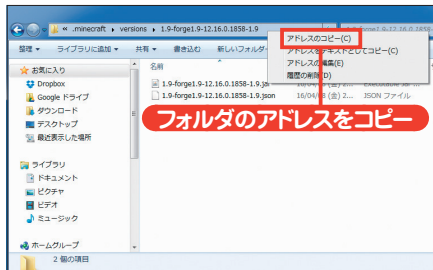 « .minecraft ▸ versions ▸ 1.9-forge1.9-12.16.0.1858-1.9
整理 ▼ ライブラリに追加 ▼ 共有 ▼ 書き込む 新しいフォルダー
アドレスのコピー(C)
アドレスをテキストとしてコピー(C)
アドレスの編集(E)
履歴の削除(D)
お気に入り
Dropbox
Google ドライブ
ダウンロード
デスクトップ
最近表示した場所
ライブラリ
ドキュメント
ピクチャ
ビデオ
ミュージック
ホームグループ
名前
1.9-forge1.9-12.16.0.1858-1.9.jar
1.9-forge1.9-12.16.0.1858-1.9.json 16/04/08 (金) 2... JSON ファイル
フォルダのアドレスをコピー
2 個の項目